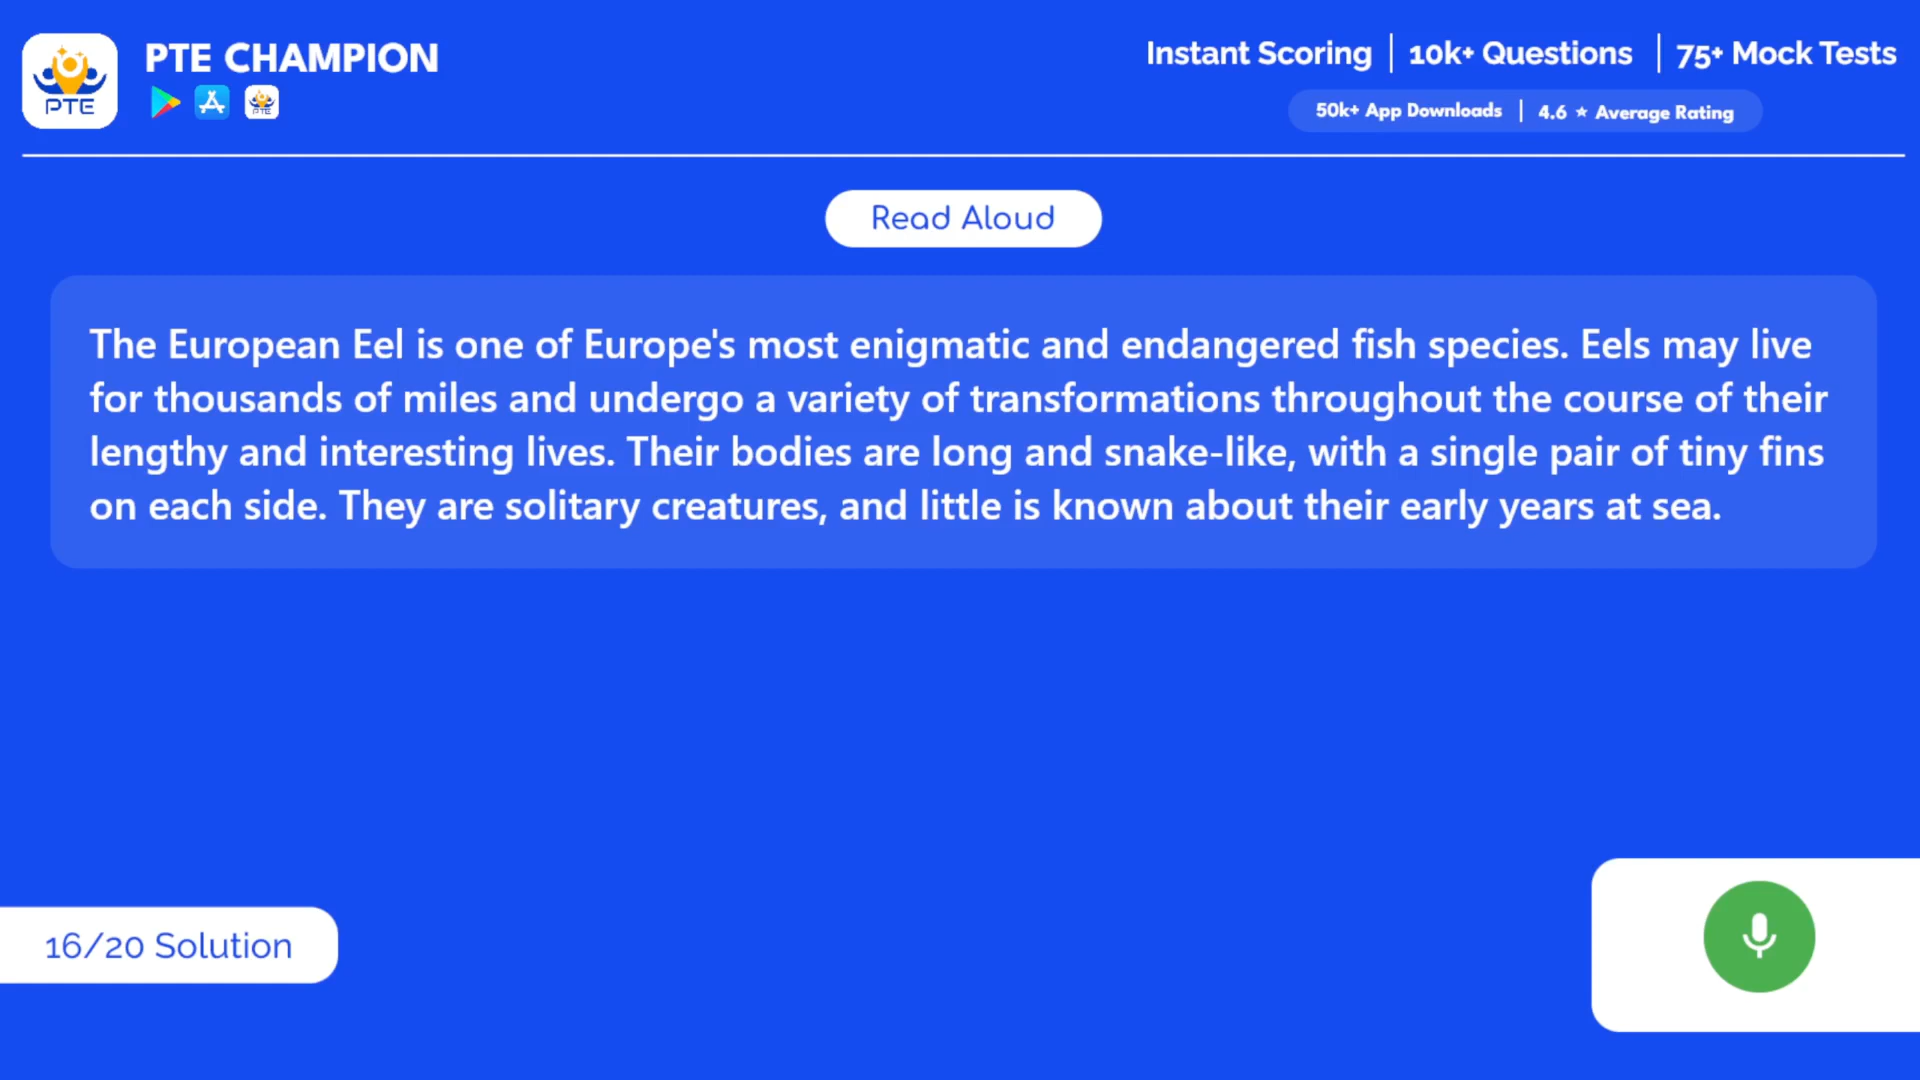 PTE CHAMPION
PTE
PTE
Instant Scoring | 10k+ Questions | 75+ Mock Tests
50k+ App Downloads | 4.6 ★ Average Rating
Read Aloud
The European Eel is one of Europe's most enigmatic and endangered fish species. Eels may live
for thousands of miles and undergo a variety of transformations throughout the course of their
lengthy and interesting lives. Their bodies are long and snake-like, with a single pair of tiny fins
on each side. They are solitary creatures, and little is known about their early years at sea.
16/20 Solution